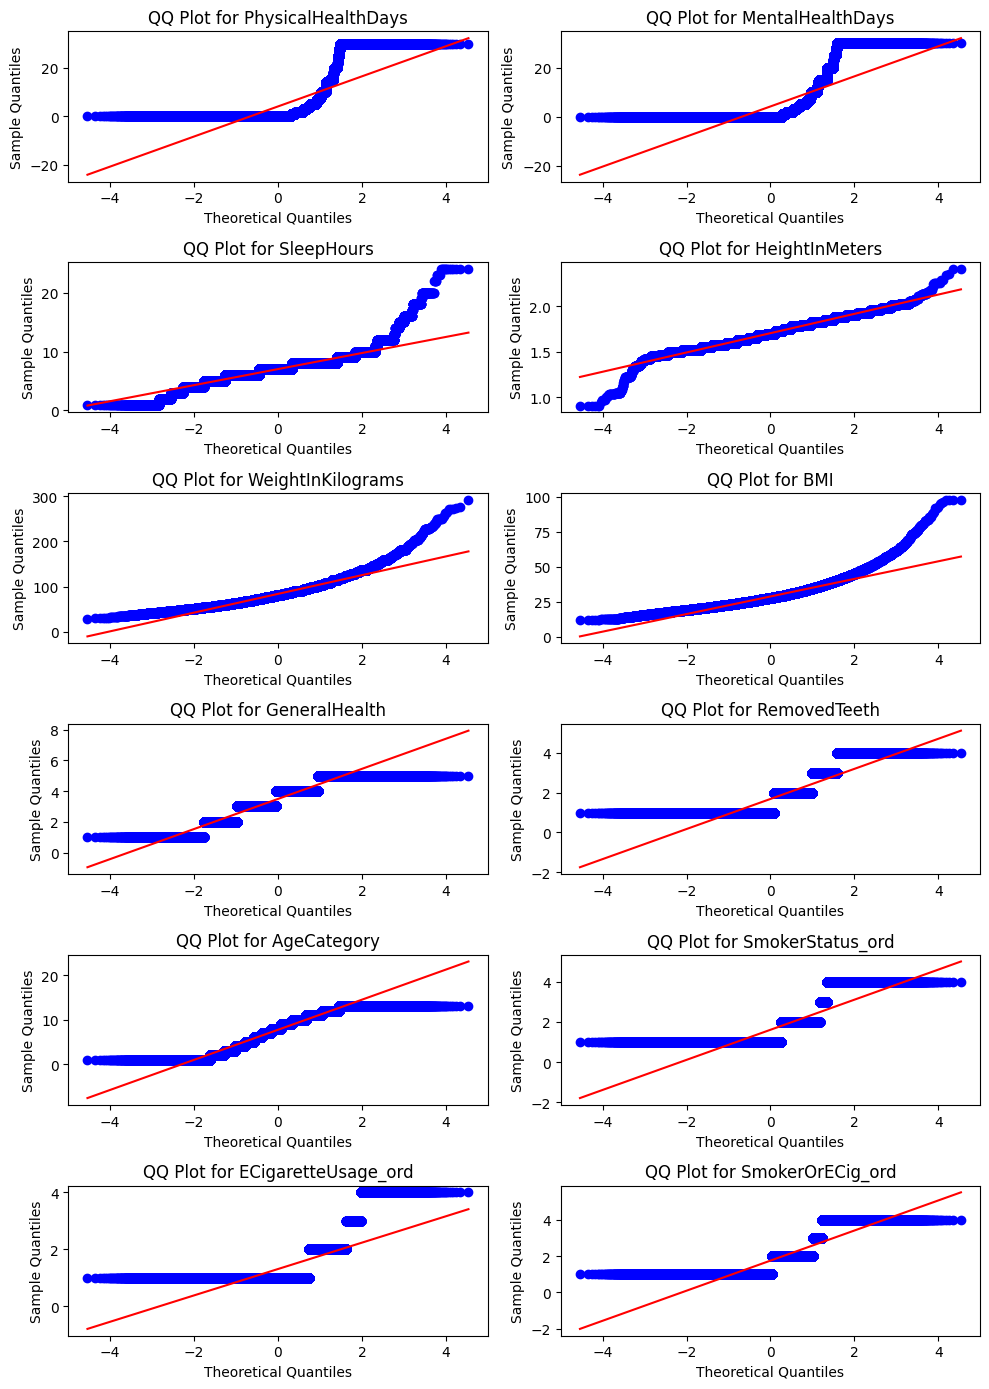 QQ Plot for PhysicalHealthDays
Sample Quantiles
20
0
−20
−4 −2 0 2 4
Theoretical Quantiles
QQ Plot for MentalHealthDays
Sample Quantiles
20
0
−20
−4 −2 0 2 4
Theoretical Quantiles
QQ Plot for SleepHours
Sample Quantiles
20
10
0
−4 −2 0 2 4
Theoretical Quantiles
QQ Plot for HeightInMeters
Sample Quantiles
2.0
1.5
1.0
−4 −2 0 2 4
Theoretical Quantiles
QQ Plot for WeightInKilograms
Sample Quantiles
300
200
100
0
−4 −2 0 2 4
Theoretical Quantiles
QQ Plot for BMI
Sample Quantiles
100
75
50
25
0
−4 −2 0 2 4
Theoretical Quantiles
QQ Plot for GeneralHealth
Sample Quantiles
8
6
4
2
0
−4 −2 0 2 4
Theoretical Quantiles
QQ Plot for RemovedTeeth
Sample Quantiles
4
2
0
−2
−4 −2 0 2 4
Theoretical Quantiles
QQ Plot for AgeCategory
Sample Quantiles
20
10
0
−4 −2 0 2 4
Theoretical Quantiles
QQ Plot for SmokerStatus_ord
Sample Quantiles
4
2
0
−2
−4 −2 0 2 4
Theoretical Quantiles
QQ Plot for ECigaretteUsage_ord
Sample Quantiles
4
2
0
−4 −2 0 2 4
Theoretical Quantiles
QQ Plot for SmokerOrECig_ord
Sample Quantiles
4
2
0
−2
−4 −2 0 2 4
Theoretical Quantiles